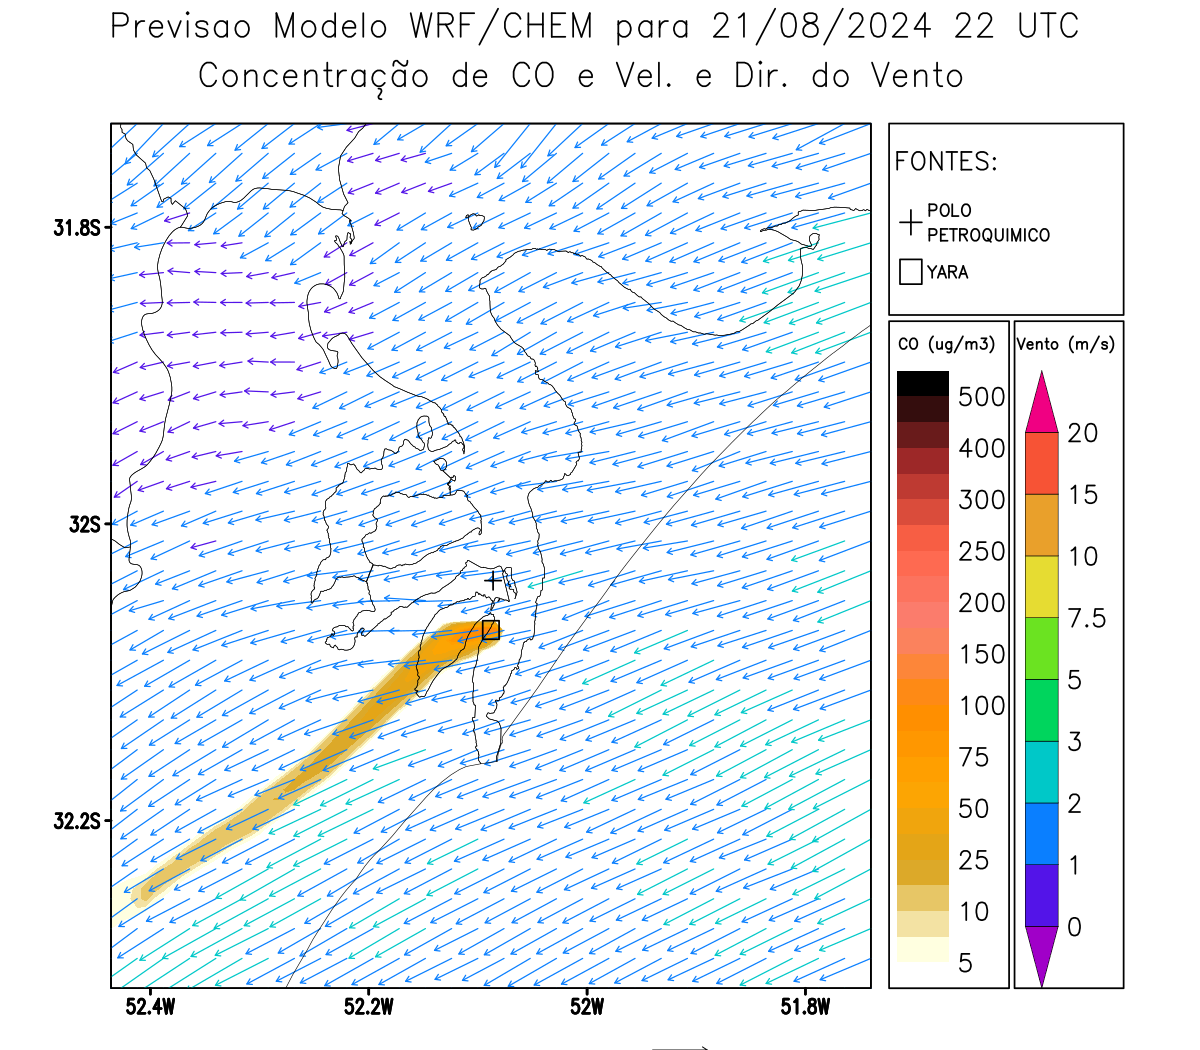 Previsao Modelo WRF/CHEM para 21/08/2024 22 UTC
Concentração de CO e Vel. e Dir. do Vento
FONTES:
POLO
PETROQUIMICO
YARA
31.8S
32S
32.2S
52.4W
52.2W
52W
51.8W
CO (ug/m3)
500
400
300
250
200
150
100
75
50
25
10
5
Vento (m/s)
20
15
10
7.5
5
3
2
1
0